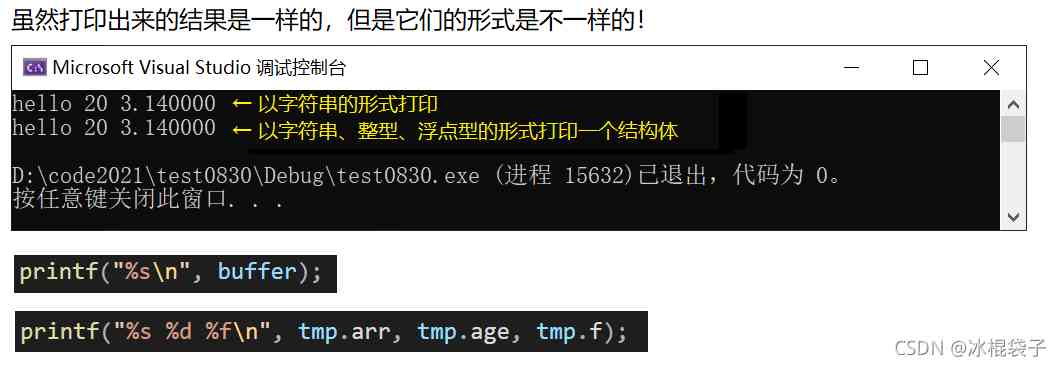 虽然打印出来的结果是一样的，但是它们的形式是不一样的！
Microsoft Visual Studio 调试控制台
hello 20 3.140000 ← 以字符串的形式打印
hello 20 3.140000 ← 以字符串、整型、浮点型的形式打印一个结构体
D:\code2021\test0830\Debug\test0830.exe (进程 15632)已退出，代码为 0。
按任意键关闭此窗口. . .
printf("%s\n", buffer);
printf("%s %d %f\n", tmp.arr, tmp.age, tmp.f);
CSDN @冰棍袋子